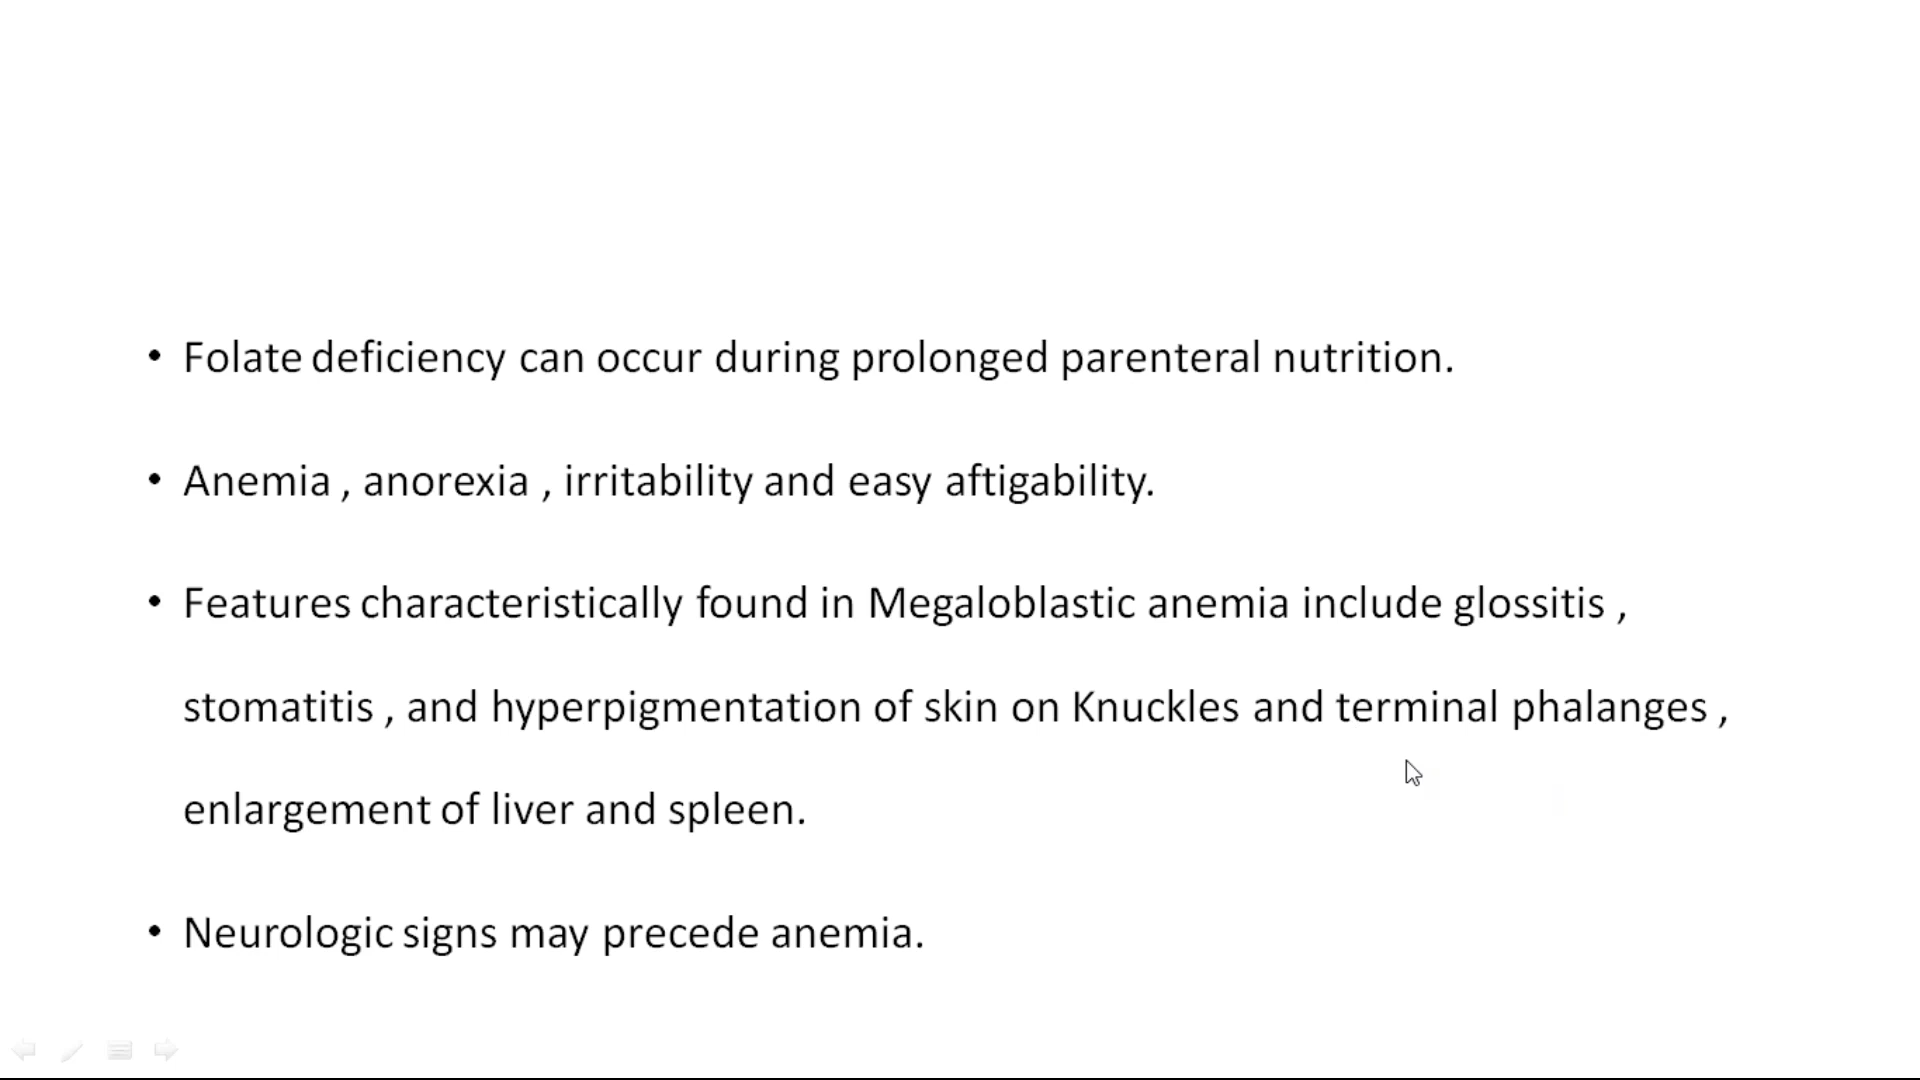 • Folate deficiency can occur during prolonged parenteral nutrition.
• Anemia , anorexia , irritability and easy aftigability.
• Features characteristically found in Megaloblastic anemia include glossitis ,
stomatitis , and hyperpigmentation of skin on Knuckles and terminal phalanges ,
enlargement of liver and spleen.
• Neurologic signs may precede anemia.